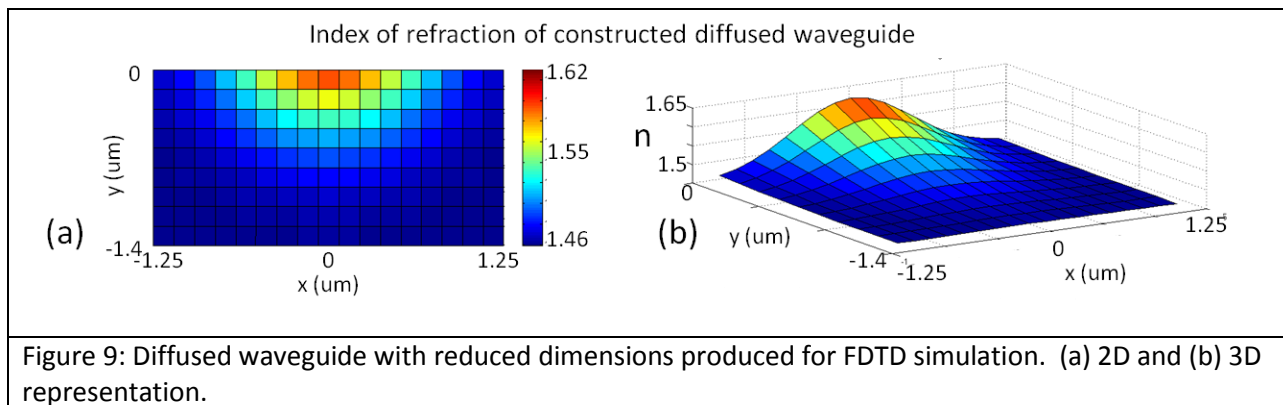 Index of refraction of constructed diffused waveguide
0
y (um)
-1.4
-1.25
0
1.25
x (um)
(a)
1.62
1.55
1.46
1.65
n
1.5
0
y (um)
-1.4
-1.25
0
1.25
x (um)
(b)
Figure 9: Diffused waveguide with reduced dimensions produced for FDTD simulation. (a) 2D and (b) 3D
representation.